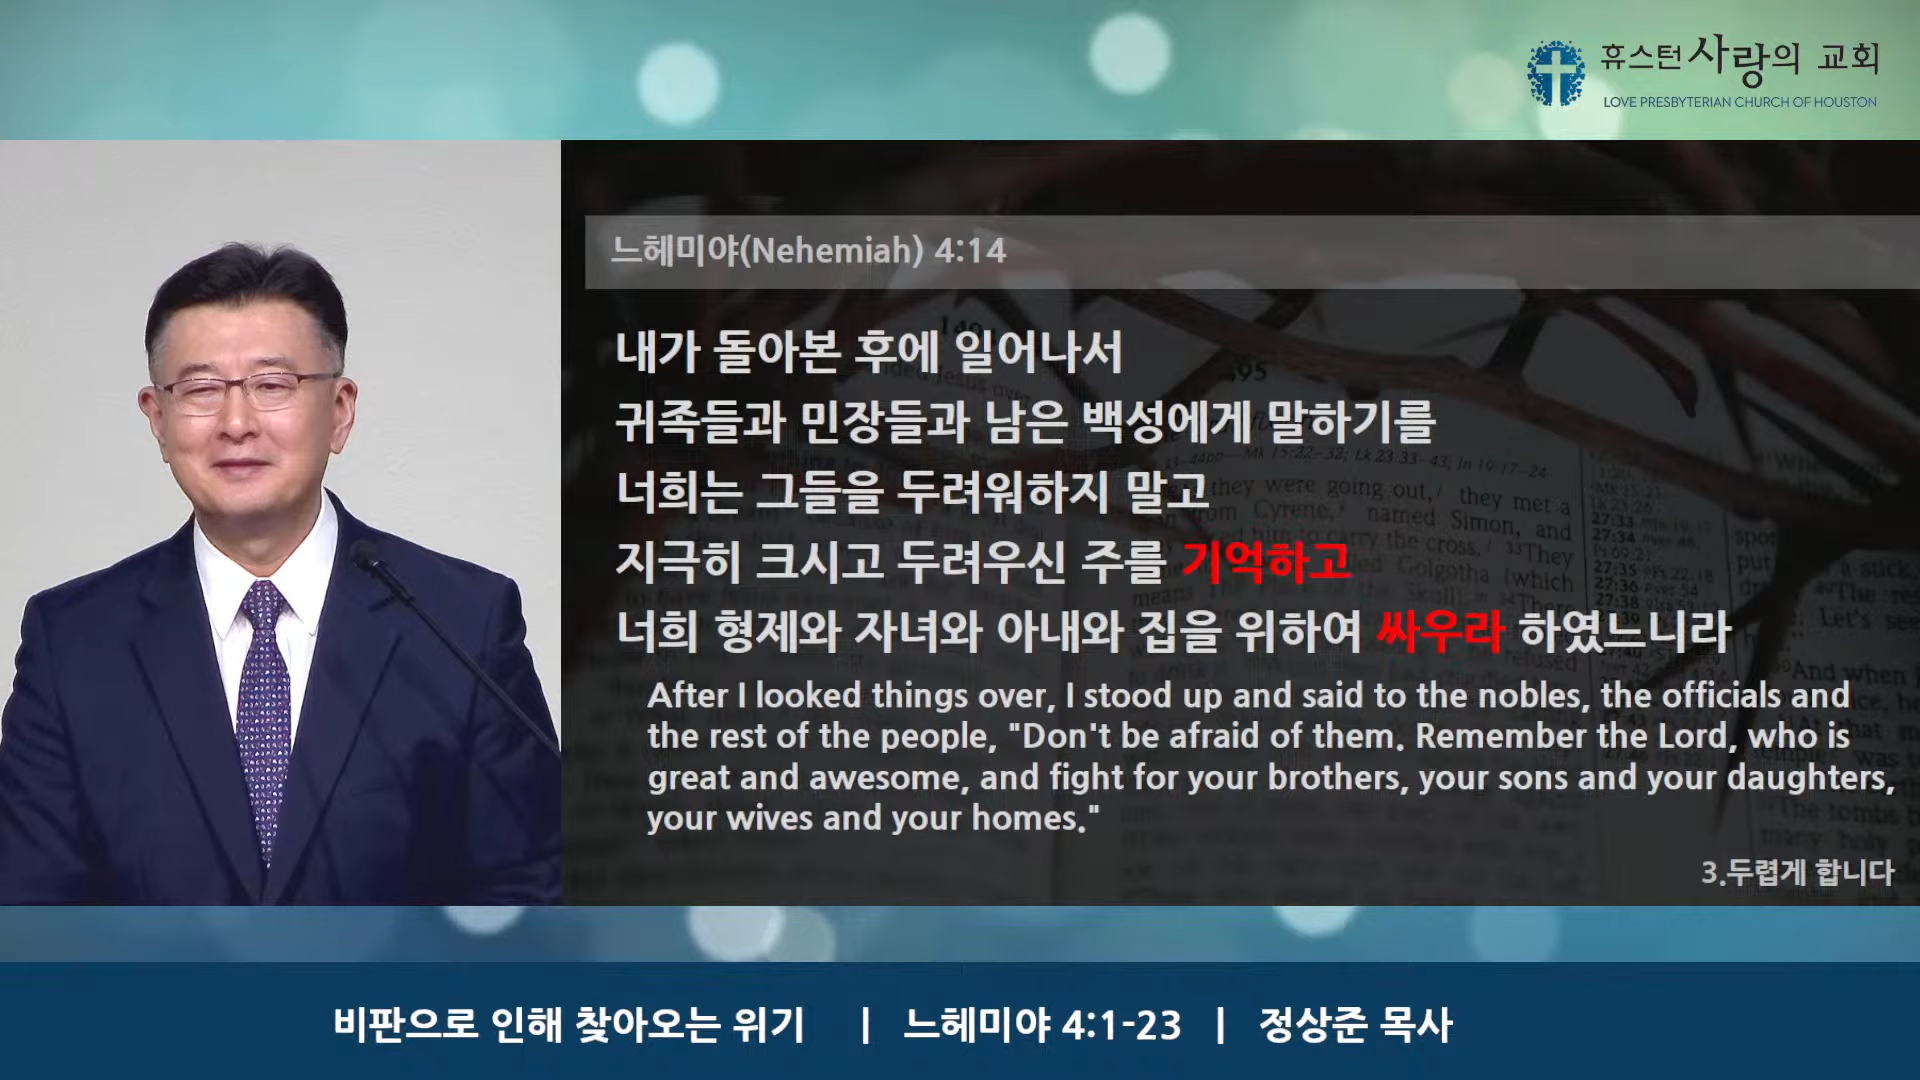 휴스턴 사랑의 교회
LOVE PRESBYTERIAN CHURCH OF HOUSTON
느헤미야(Nehemiah) 4:14
내가 돌아본 후에 일어나서
귀족들과 민장들과 남은 백성에게 말하기를
너희는 그들을 두려워하지 말고
지극히 크시고 두려우신 주를 기억하고
너희 형제와 자녀와 아내와 집을 위하여 싸우라 하였느니라
After I looked things over, I stood up and said to the nobles, the officials and
the rest of the people, "Don't be afraid of them. Remember the Lord, who is
great and awesome, and fight for your brothers, your sons and your daughters,
your wives and your homes."
3.두렵게 합니다
비판으로 인해 찾아오는 위기 | 느헤미야 4:1-23 | 정상준 목사